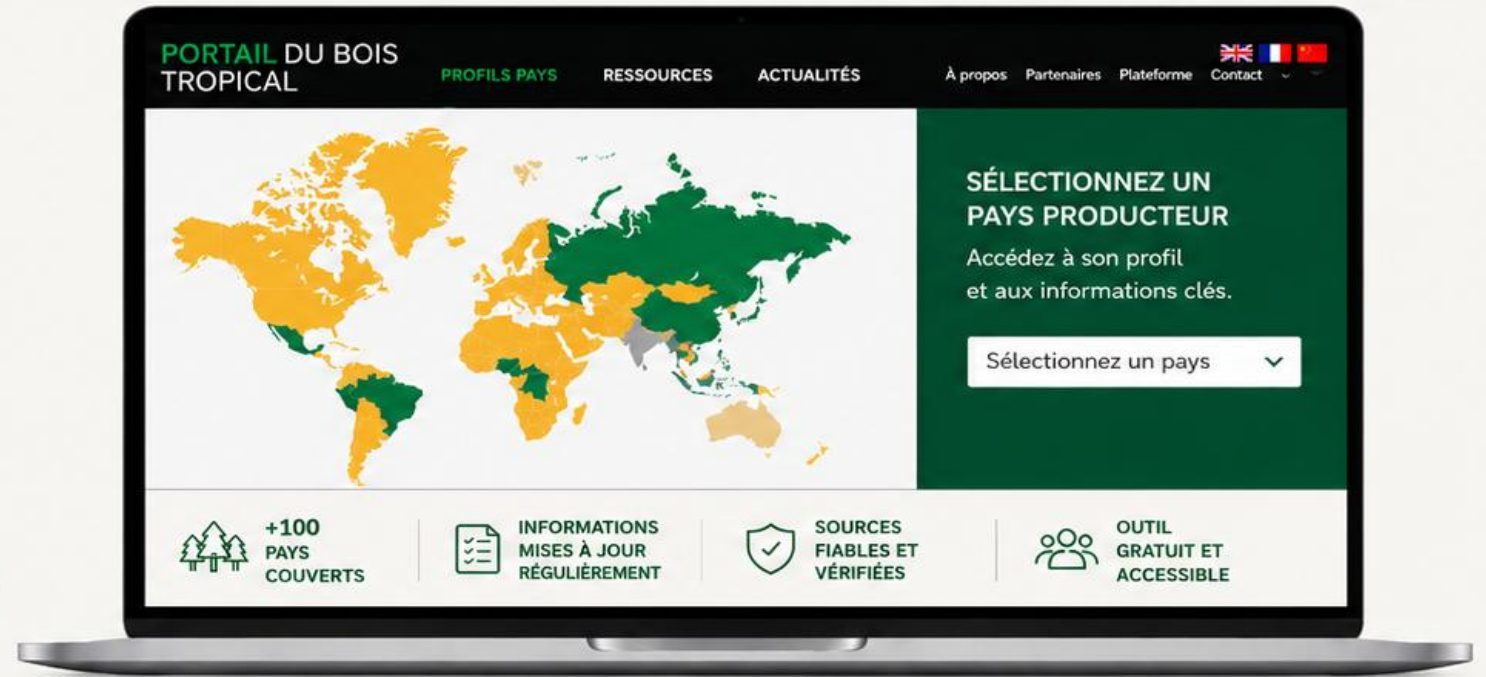 PORTAIL DU BOIS
TROPICAL
PROFILS PAYS
RESSOURCES
ACTUALITÉS
À propos
Partenaires
Plateforme
Contact
SÉLECTIONNEZ UN
PAYS PRODUCTEUR
Accédez à son profil
et aux informations clés.
Sélectionnez un pays
+100
PAYS
COUVERTS
INFORMATIONS
MISES À JOUR
RÉGULIÈREMENT
SOURCES
FIABLES ET
VÉRIFIÉES
OUTIL
GRATUIT ET
ACCESSIBLE